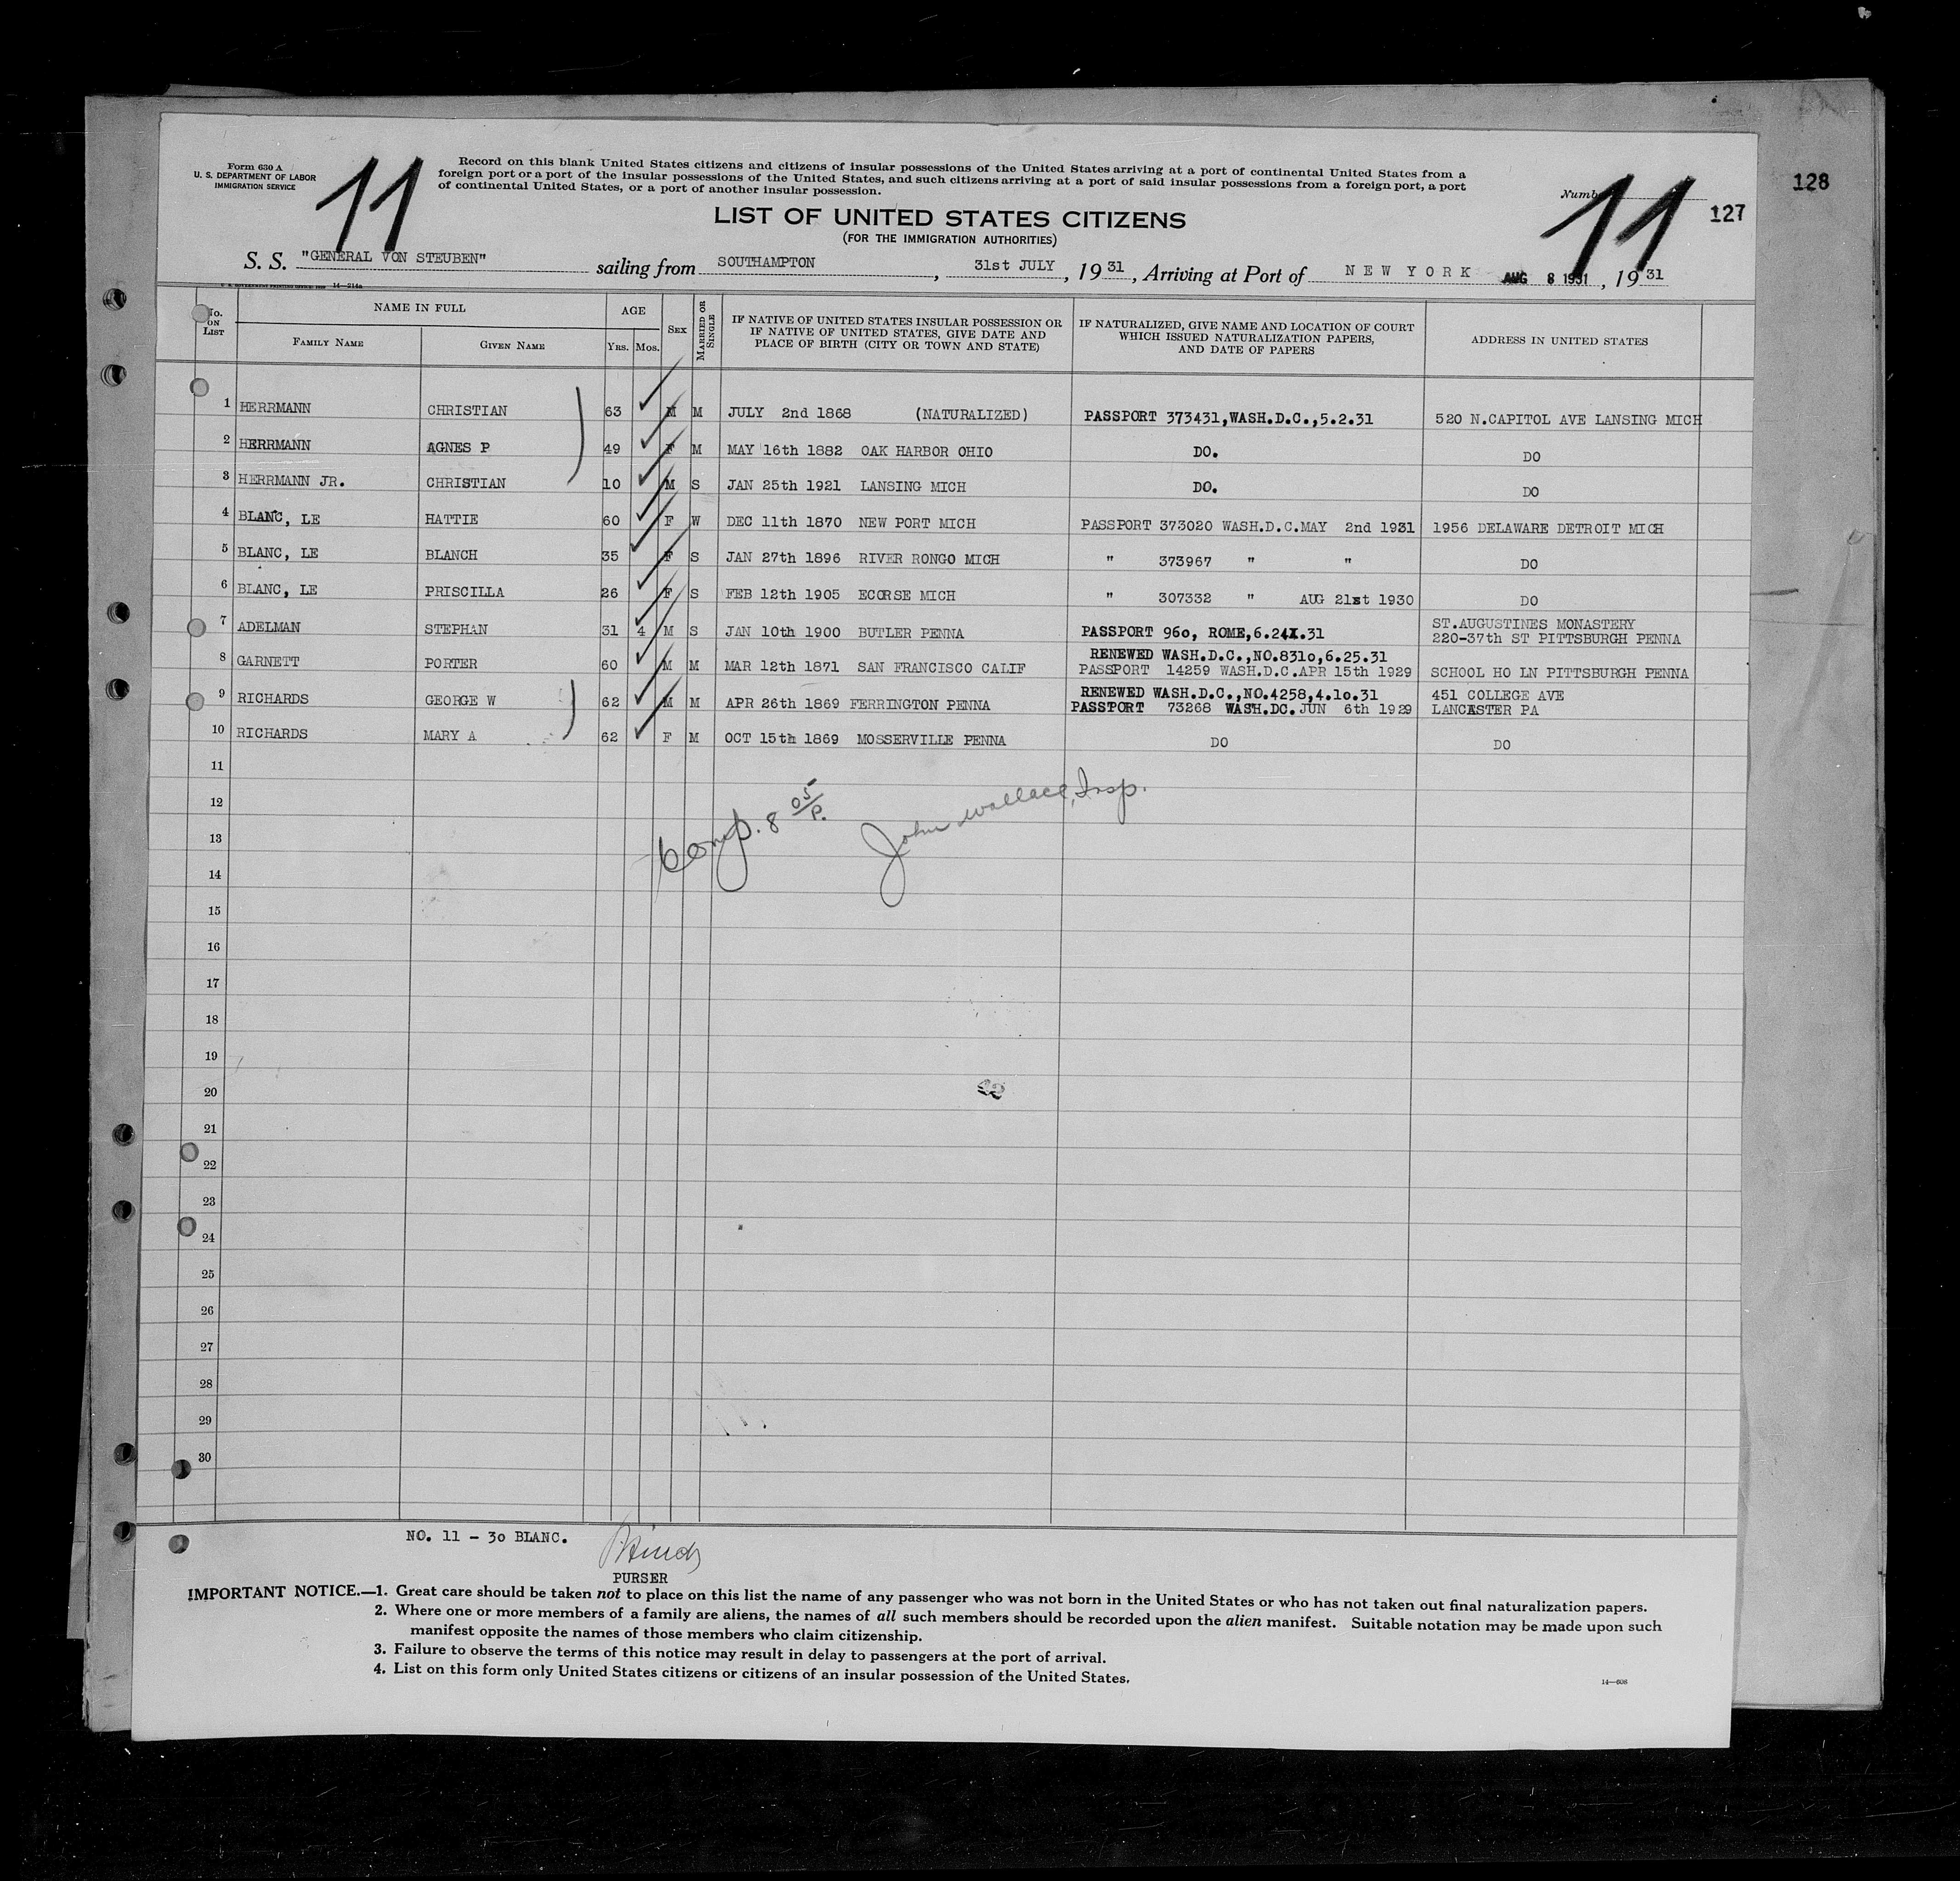 128
Form 630 A
U. S. DEPARTMENT OF LABOR
IMMIGRATION SERVICE
11
Record on this blank United States citizens and citizens of insular possessions of the United States arriving at a port of continental United States from a
foreign port or a port of the insular possessions of the United States, and such citizens arriving at a port of said insular possessions from a foreign port, a port
of continental United States, or a port of another insular possession.
11
127
LIST OF UNITED STATES CITIZENS
(FOR THE IMMIGRATION AUTHORITIES)
S. S. "GENERAL VON STEUBEN" sailing from SOUTHAMPTON, 31st JULY, 1931, Arriving at Port of NEW YORK AUG 8 1931, 1931
14—214a
No. ON LIST NAME IN FULL AGE SEX MARRIED OR SINGLE IF NATIVE OF UNITED STATES INSULAR POSSESSION OR IF NATIVE OF UNITED STATES, GIVE DATE AND PLACE OF BIRTH (CITY OR TOWN AND STATE) IF NATURALIZED, GIVE NAME AND LOCATION OF COURT WHICH ISSUED NATURALIZATION PAPERS, AND DATE OF PAPERS ADDRESS IN UNITED STATES
FAMILY NAME GIVEN NAME YRS. MOS.
1 HERRMANN CHRISTIAN 63 M M JULY 2nd 1868 (NATURALIZED) PASSPORT 373431,WASH.D.C.,5.2.31 520 N.CAPITOL AVE LANSING MICH
2 HERRMANN AGNES P 49 F M MAY 16th 1882 OAK HARBOR OHIO DO. DO
3 HERRMANN JR. CHRISTIAN 10 M S JAN 25th 1921 LANSING MICH DO. DO
4 BLANC, LE HATTIE 60 F W DEC 11th 1870 NEW PORT MICH PASSPORT 373020 WASH.D.C.MAY 2nd 1931 1956 DELAWARE DETROIT MICH
5 BLANC, LE BLANCH 35 F S JAN 27th 1896 RIVER RONGO MICH " 373967 " " DO
6 BLANC, LE PRISCILLA 26 F S FEB 12th 1905 ECORSE MICH " 307332 " AUG 21st 1930 DO
7 ADELMAN STEPHAN 31 4 M S JAN 10th 1900 BUTLER PENNA PASSPORT 960, ROME,6.24.31 ST.AUGUSTINES MONASTERY
220-37th ST PITTSBURGH PENNA
RENEWED WASH.D.C.,NO.8310,6.25.31
8 GARNETT PORTER 60 M M MAR 12th 1871 SAN FRANCISCO CALIF PASSPORT 14259 WASH.D.C.APR 15th 1929 SCHOOL HO LN PITTSBURGH PENNA
RENEWED WASH.D.C.,NO.4258,4.10.31 451 COLLEGE AVE
9 RICHARDS GEORGE W 62 M M APR 26th 1869 FERRINGTON PENNA PASSPORT 73268 WASH.DC.JUN 6th 1929 LANCASTER PA
10 RICHARDS MARY A 62 F M OCT 15th 1869 MOSSERVILLE PENNA DO DO
11
12
13
14
15
16
17
18
19
20
21
22
23
24
25
26
27
28
29
30
Comp. 8 05/P. John Wallace, Insp.
NO. 11 - 30 BLANC.
PURSER
IMPORTANT NOTICE.—1. Great care should be taken not to place on this list the name of any passenger who was not born in the United States or who has not taken out final naturalization papers.
2. Where one or more members of a family are aliens, the names of all such members should be recorded upon the alien manifest. Suitable notation may be made upon such
manifest opposite the names of those members who claim citizenship.
3. Failure to observe the terms of this notice may result in delay to passengers at the port of arrival.
4. List on this form only United States citizens or citizens of an insular possession of the United States.
14—608